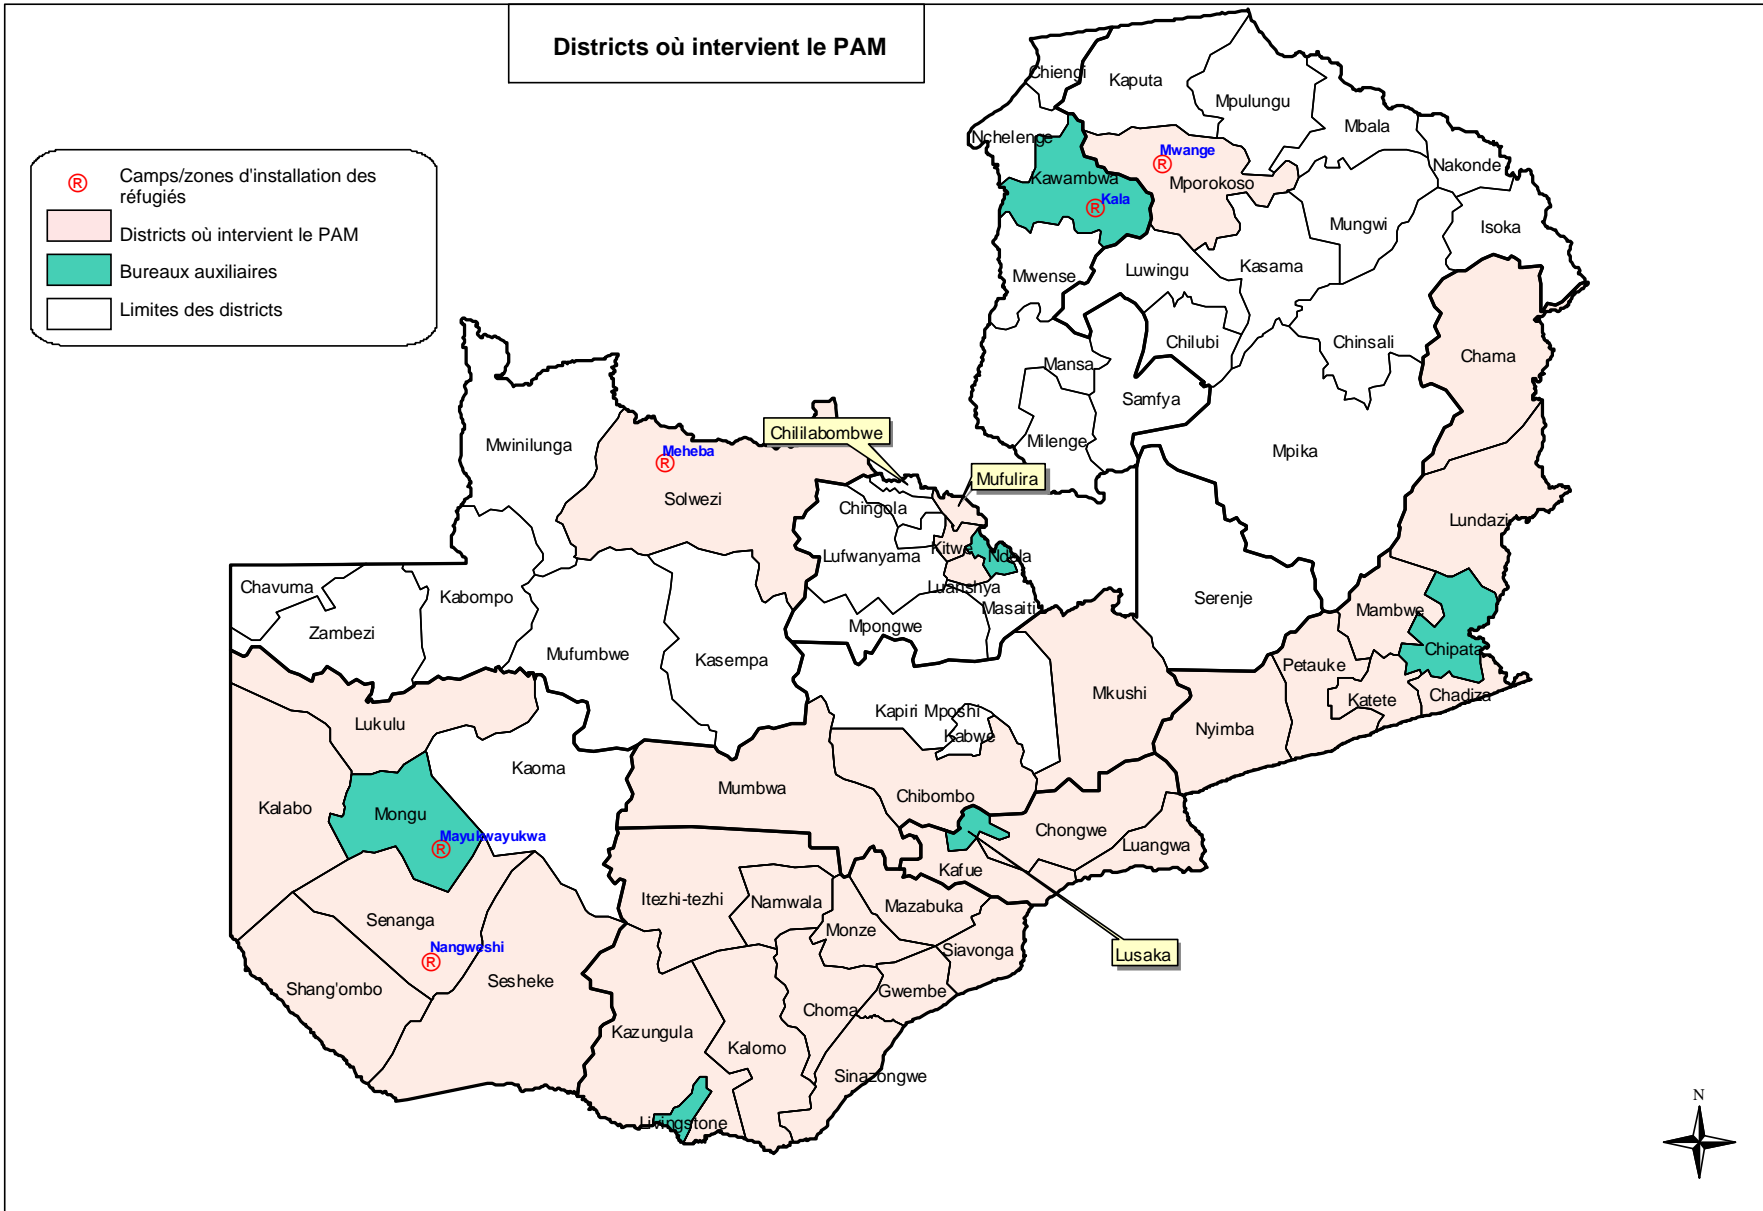 Districts où intervient le PAM
Camps/zones d'installation des
réfugiés
Districts où intervient le PAM
Bureaux auxiliaires
Limites des districts
Chiengi
Kaputa
Mpulungu
Mbala
Nchelenge
Mwange
Nakonde
Kawambwa
Mporokoso
Kala
Mungwi
Isoka
Mwense
Luwingu
Kasama
Chilubi
Chinsali
Mansa
Chama
Samfya
Milenge
Mpika
Chililabombwe
Mwinilunga
Meheba
Mufulira
Solwezi
Chingola
Lundazi
Kitwe
Ndola
Lufwanyama
Chavuma
Kabompo
Luanshya
Serenje
Masaiti
Mambwe
Zambezi
Mpongwe
Mufumbwe
Kasempa
Chipata
Petauke
Mkushi
Katete
Chadiza
Lukulu
Kapiri Mposhi
Kabwe
Nyimba
Kaoma
Mumbwa
Chibombo
Kalabo
Mongu
Mayukwayukwa
Chongwe
Luangwa
Kafue
Itezhi-tezhi
Namwala
Mazabuka
Senanga
Monze
Nangweshi
Siavonga
Lusaka
Sesheke
Shang'ombo
Gwembe
Choma
Kazungula
Kalomo
Sinazongwe
Livingstone
N